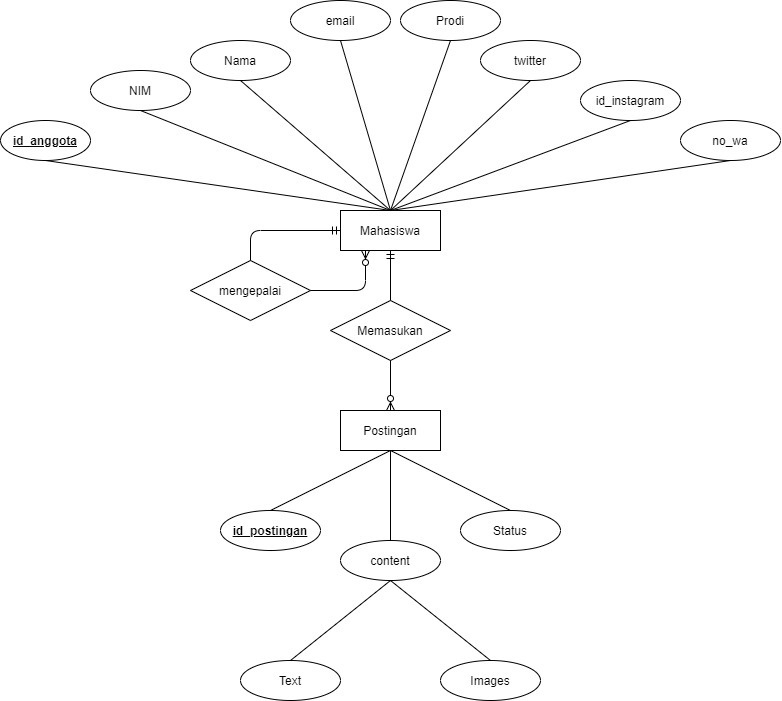 email
Prodi
Nama
twitter
NIM
id_instagram
id_anggota
no_wa
Mahasiswa
mengepalai
Memasukan
Postingan
id_postingan
Status
content
Text
Images